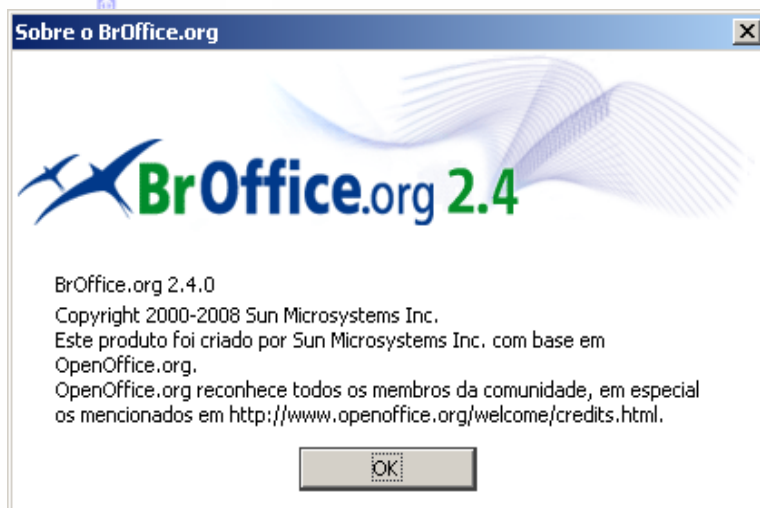 Sobre o BrOffice.org
BrOffice.org 2.4
BrOffice.org 2.4.0
Copyright 2000-2008 Sun Microsystems Inc.
Este produto foi criado por Sun Microsystems Inc. com base em
OpenOffice.org.
OpenOffice.org reconhece todos os membros da comunidade, em especial
os mencionados em http://www.openoffice.org/welcome/credits.html.
OK